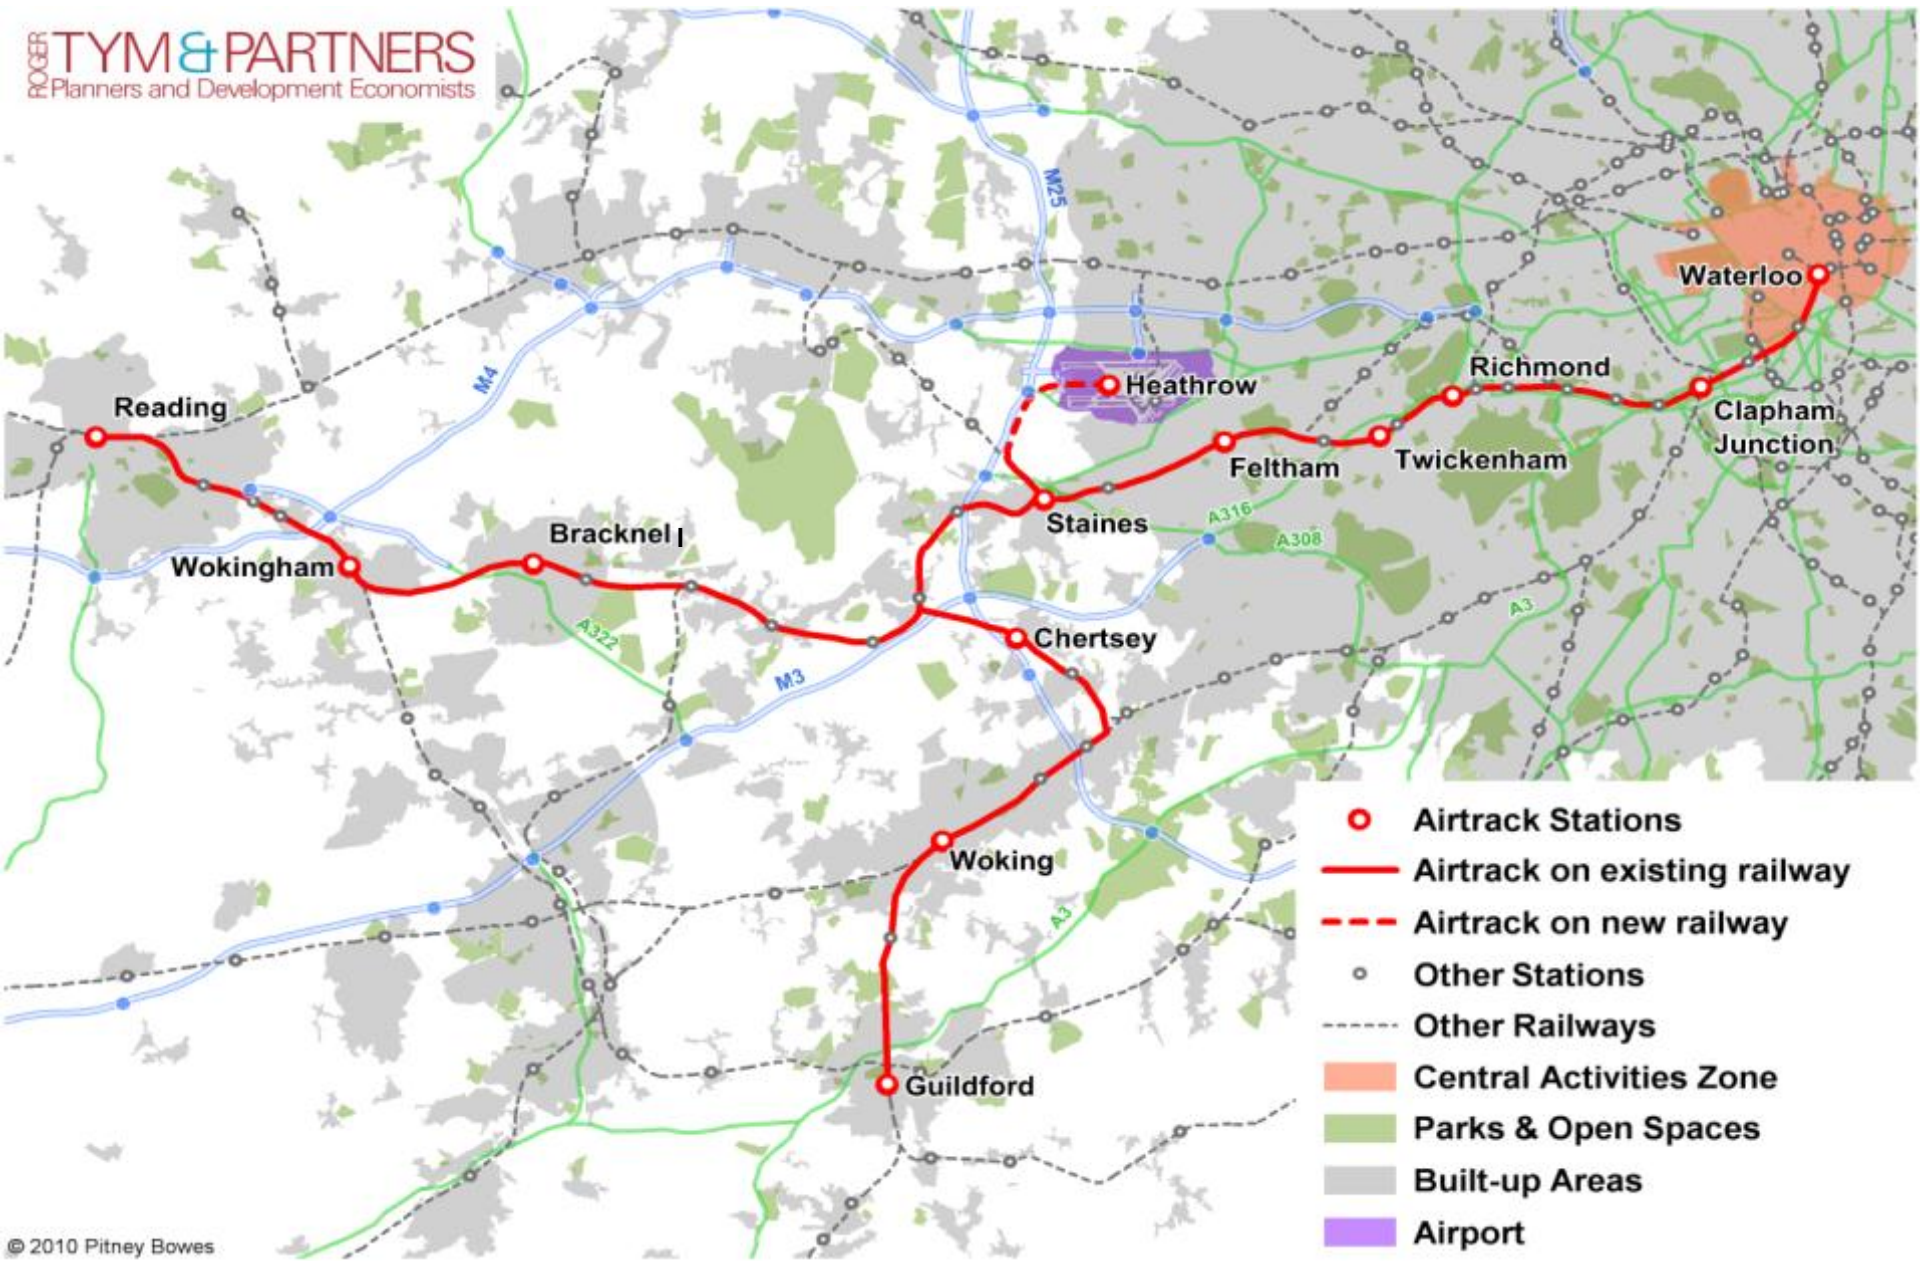 ROGER
TYM & PARTNERS
Planners and Development Economists
M25
Waterloo
Richmond
Heathrow
Reading
M4
Clapham
Junction
Feltham
Twickenham
Bracknel l
Staines
A316
A308
Wokingham
A322
Chertsey
A3
M3
Woking
A3
Guildford
Airtrack Stations
Airtrack on existing railway
Airtrack on new railway
Other Stations
Other Railways
Central Activities Zone
Parks & Open Spaces
Built-up Areas
Airport
© 2010 Pitney Bowes